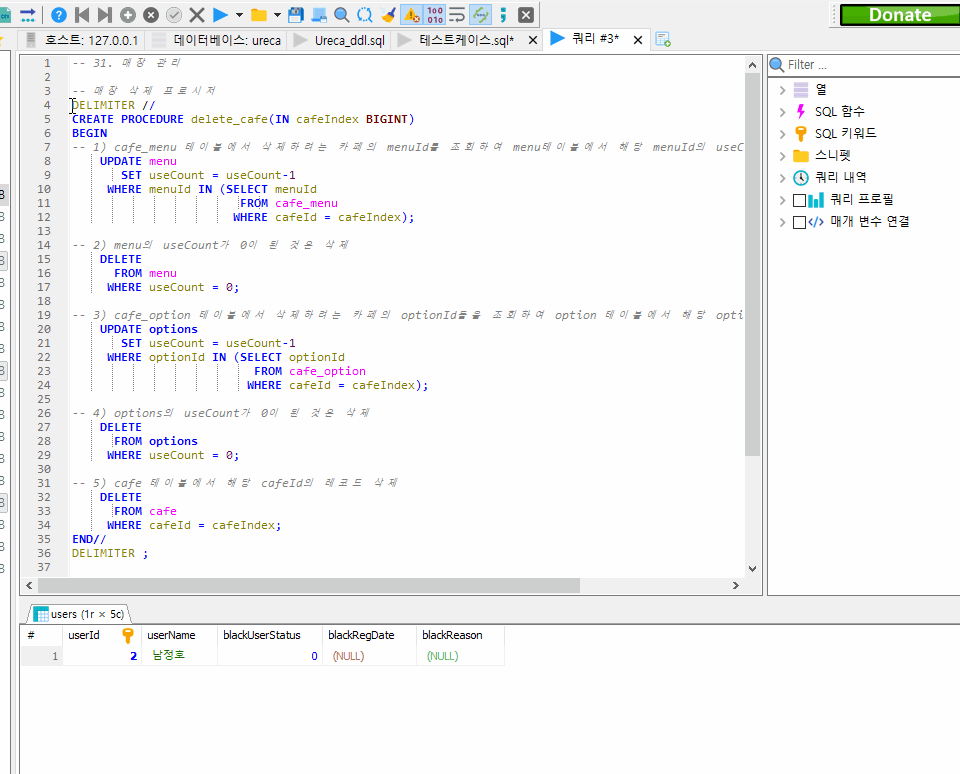 100
010
Donate
호스트: 127.0.0.1 데이터베이스: ureca Ureca_ddl.sql 테스트케이스.sql* 쿼리 #3*
1 -- 31. 매장 관리
2
3 -- 매장 삭제 프로시저
4 DELIMITER //
5 CREATE PROCEDURE delete_cafe(IN cafeIndex BIGINT)
6 BEGIN
7 -- 1) cafe_menu 테이블에서 삭제하려는 카페의 menuId를 조회하여 menu테이블에서 해당 menuId의 useC
8 UPDATE menu
9 SET useCount = useCount-1
10 WHERE menuId IN (SELECT menuId
11 FROM cafe_menu
12 WHERE cafeId = cafeIndex);
13
14 -- 2) menu의 useCount가 0이 된 것은 삭제
15 DELETE
16 FROM menu
17 WHERE useCount = 0;
18
19 -- 3) cafe_option 테이블에서 삭제하려는 카페의 optionId들을 조회하여 option 테이블에서 해당 opti
20 UPDATE options
21 SET useCount = useCount-1
22 WHERE optionId IN (SELECT optionId
23 FROM cafe_option
24 WHERE cafeId = cafeIndex);
25
26 -- 4) options의 useCount가 0이 된 것은 삭제
27 DELETE
28 FROM options
29 WHERE useCount = 0;
30
31 -- 5) cafe 테이블에서 해당 cafeId의 레코드 삭제
32 DELETE
33 FROM cafe
34 WHERE cafeId = cafeIndex;
35 END//
36 DELIMITER ;
37
Filter ...
열
SQL 함수
SQL 키워드
스니펫
쿼리 내역
쿼리 프로필
매개 변수 연결
users (1r × 5c)
# userId userName blackUserStatus blackRegDate blackReason
1 2 남정호 0 (NULL) (NULL)